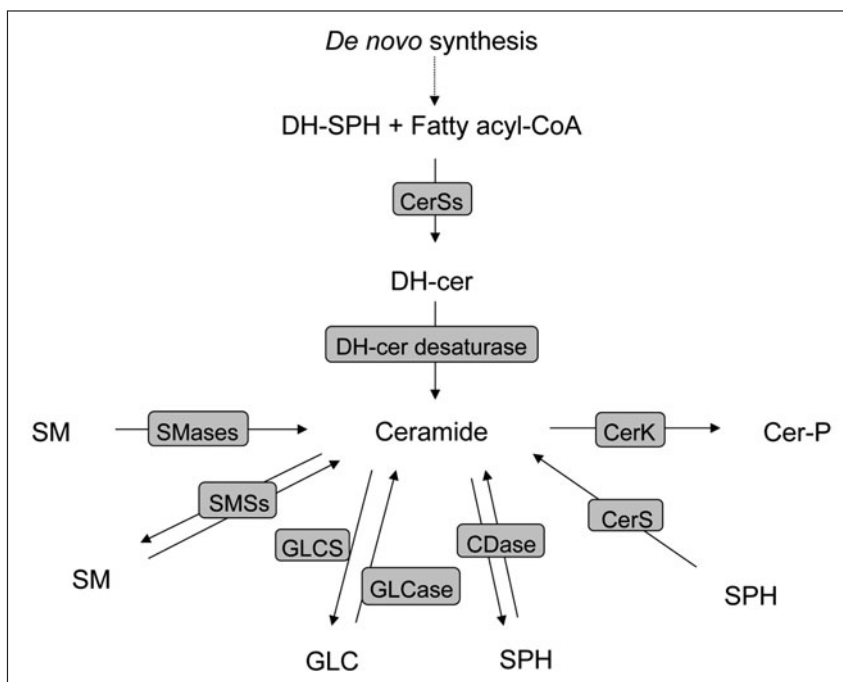 De novo synthesis
DH-SPH + Fatty acyl-CoA
CerSs
DH-cer
DH-cer desaturase
SM
SMases
Ceramide
CerK
Cer-P
SMSs
GLCS
CDase
CerS
SM
GLCase
SPH
GLC
SPH